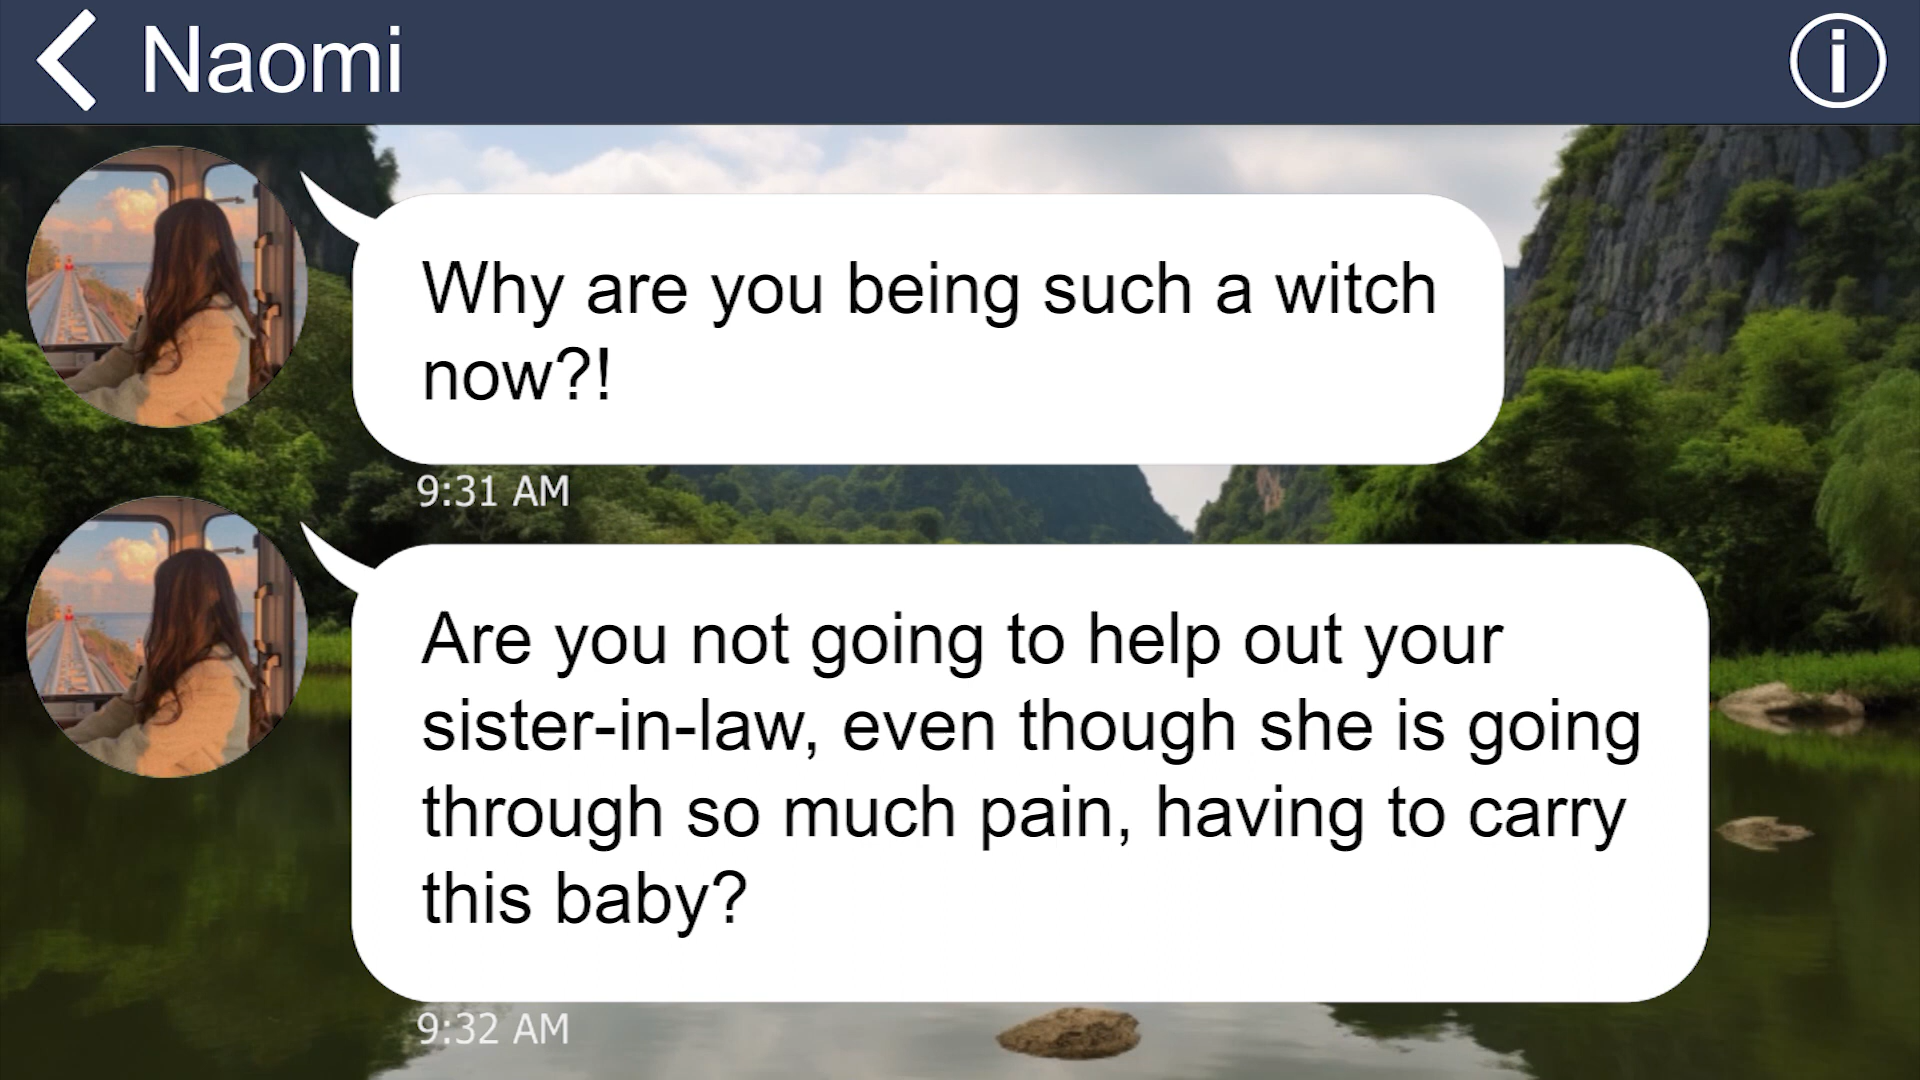 Naomi
Why are you being such a witch
now?!
9:31 AM
Are you not going to help out your
sister-in-law, even though she is going
through so much pain, having to carry
this baby?
9:32 AM